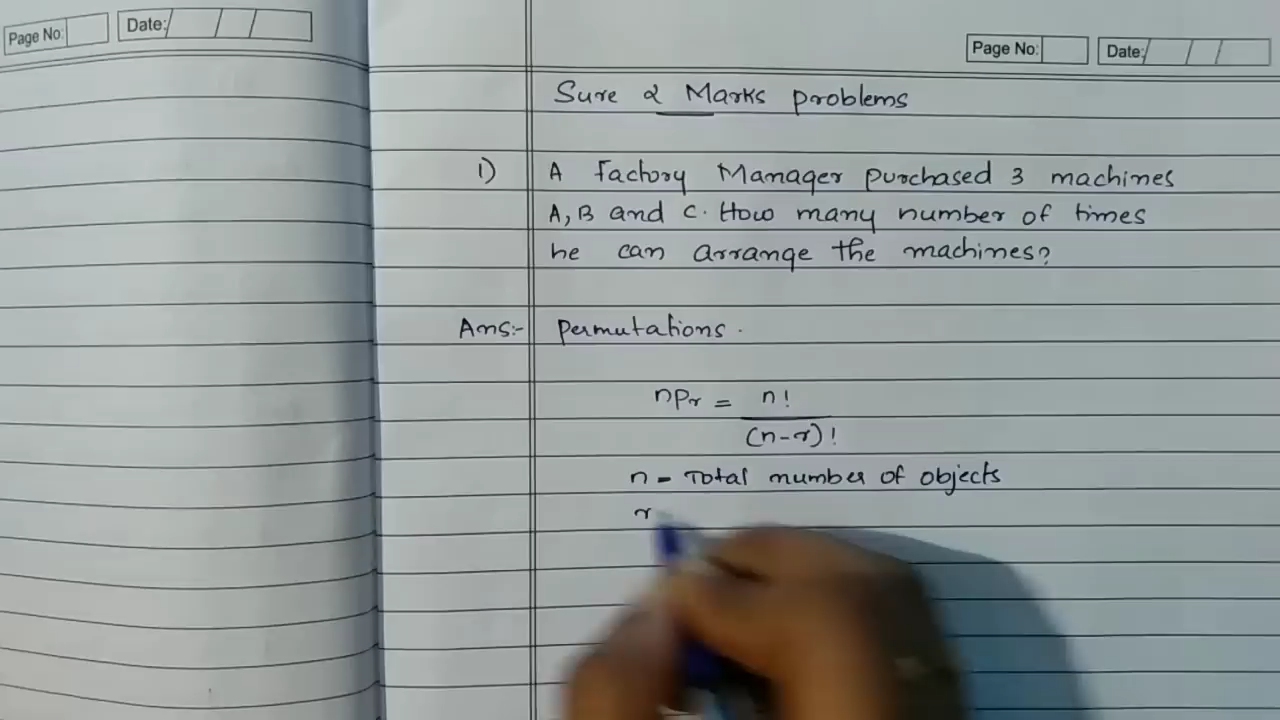 Page No:
Date:
Page No:
Date:
Sure 2 Marks problems
1) A Factory Manager purchased 3 machines
A, B and C. How many number of times
he can arrange the machines?
Ans:- Permutations.
nPr = n!
(n-r)!
n - Total number of objects
r